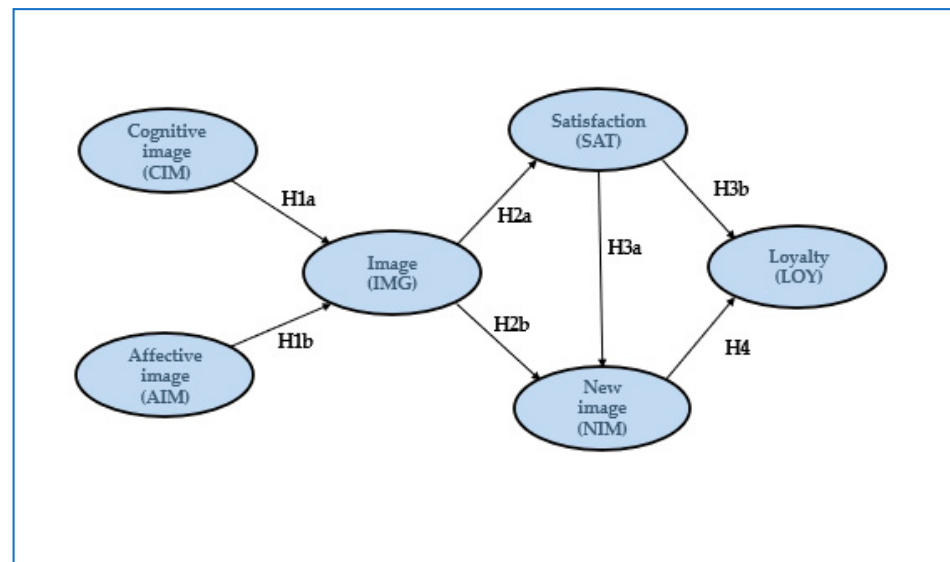 Cognitive
image
(CIM)
H1a
Affective
image
(AIM)
H1b
Image
(IMG)
H2a
H2b
Satisfaction
(SAT)
H3a
H3b
New
image
(NIM)
H4
Loyalty
(LOY)